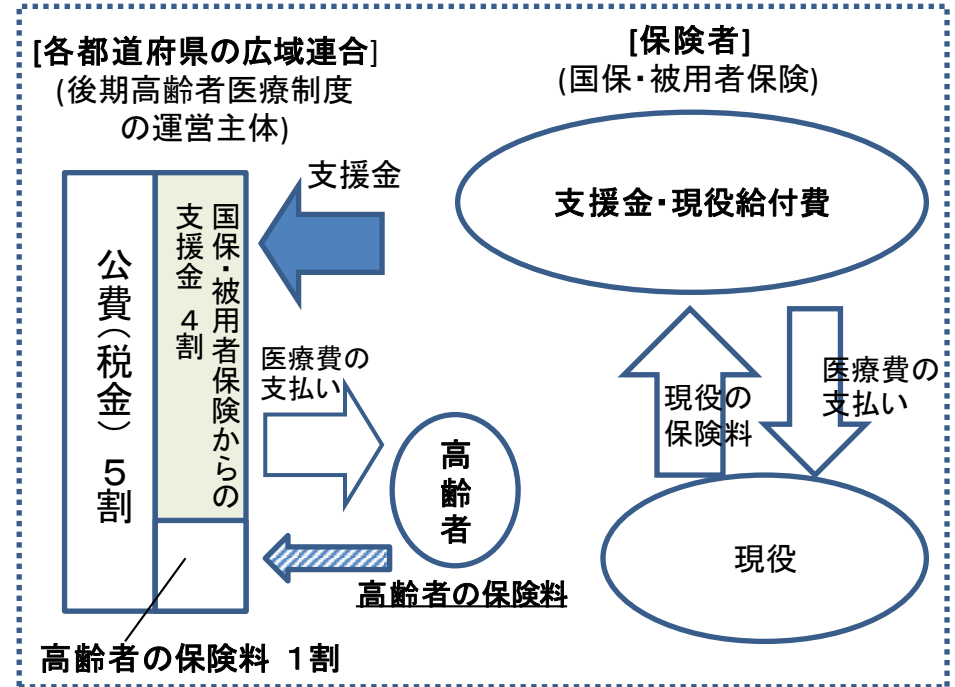 [各都道府県の広域連合]
(後期高齢者医療制度
の運営主体)
[保険者]
(国保・被用者保険)
支援金
支援金・現役給付費
公費(税金) 5割
国保・被用者保険からの
支援金 4割
医療費の
支払い
高齢者
高齢者の保険料
高齢者の保険料 1割
現役の
保険料
医療費の
支払い
現役